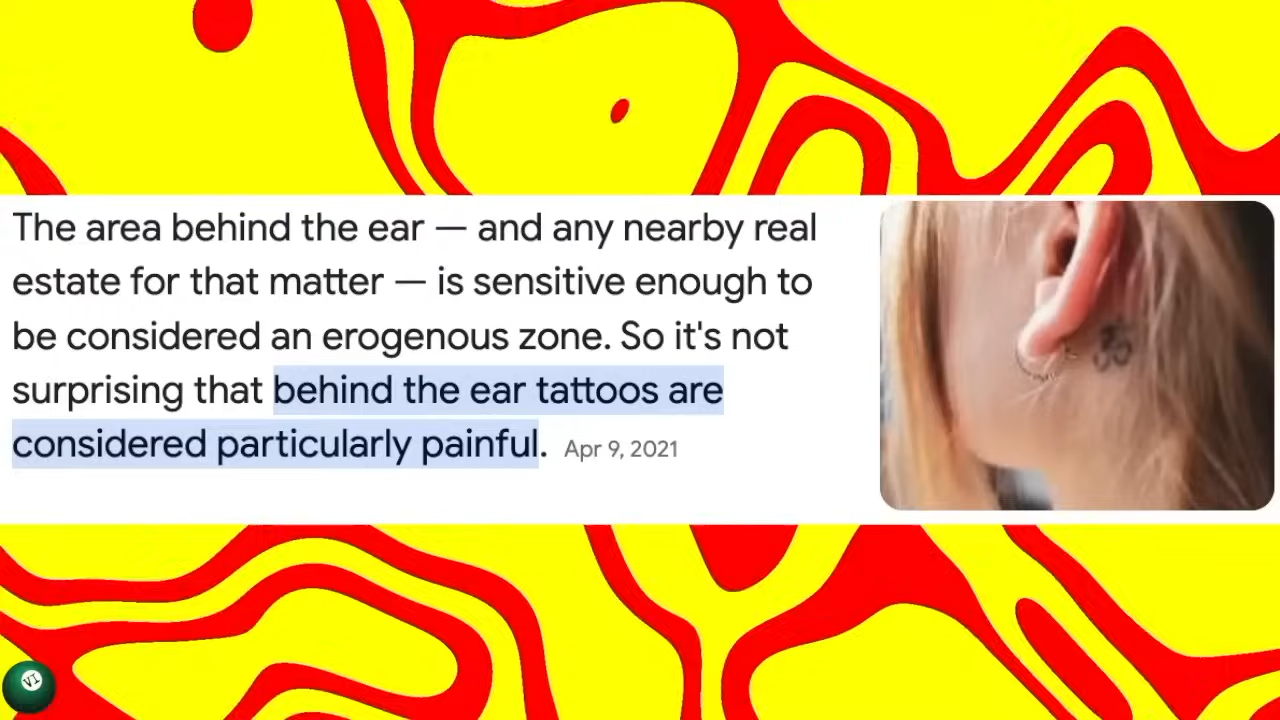 The area behind the ear — and any nearby real
estate for that matter — is sensitive enough to
be considered an erogenous zone. So it's not
surprising that behind the ear tattoos are
considered particularly painful. Apr 9, 2021
VI